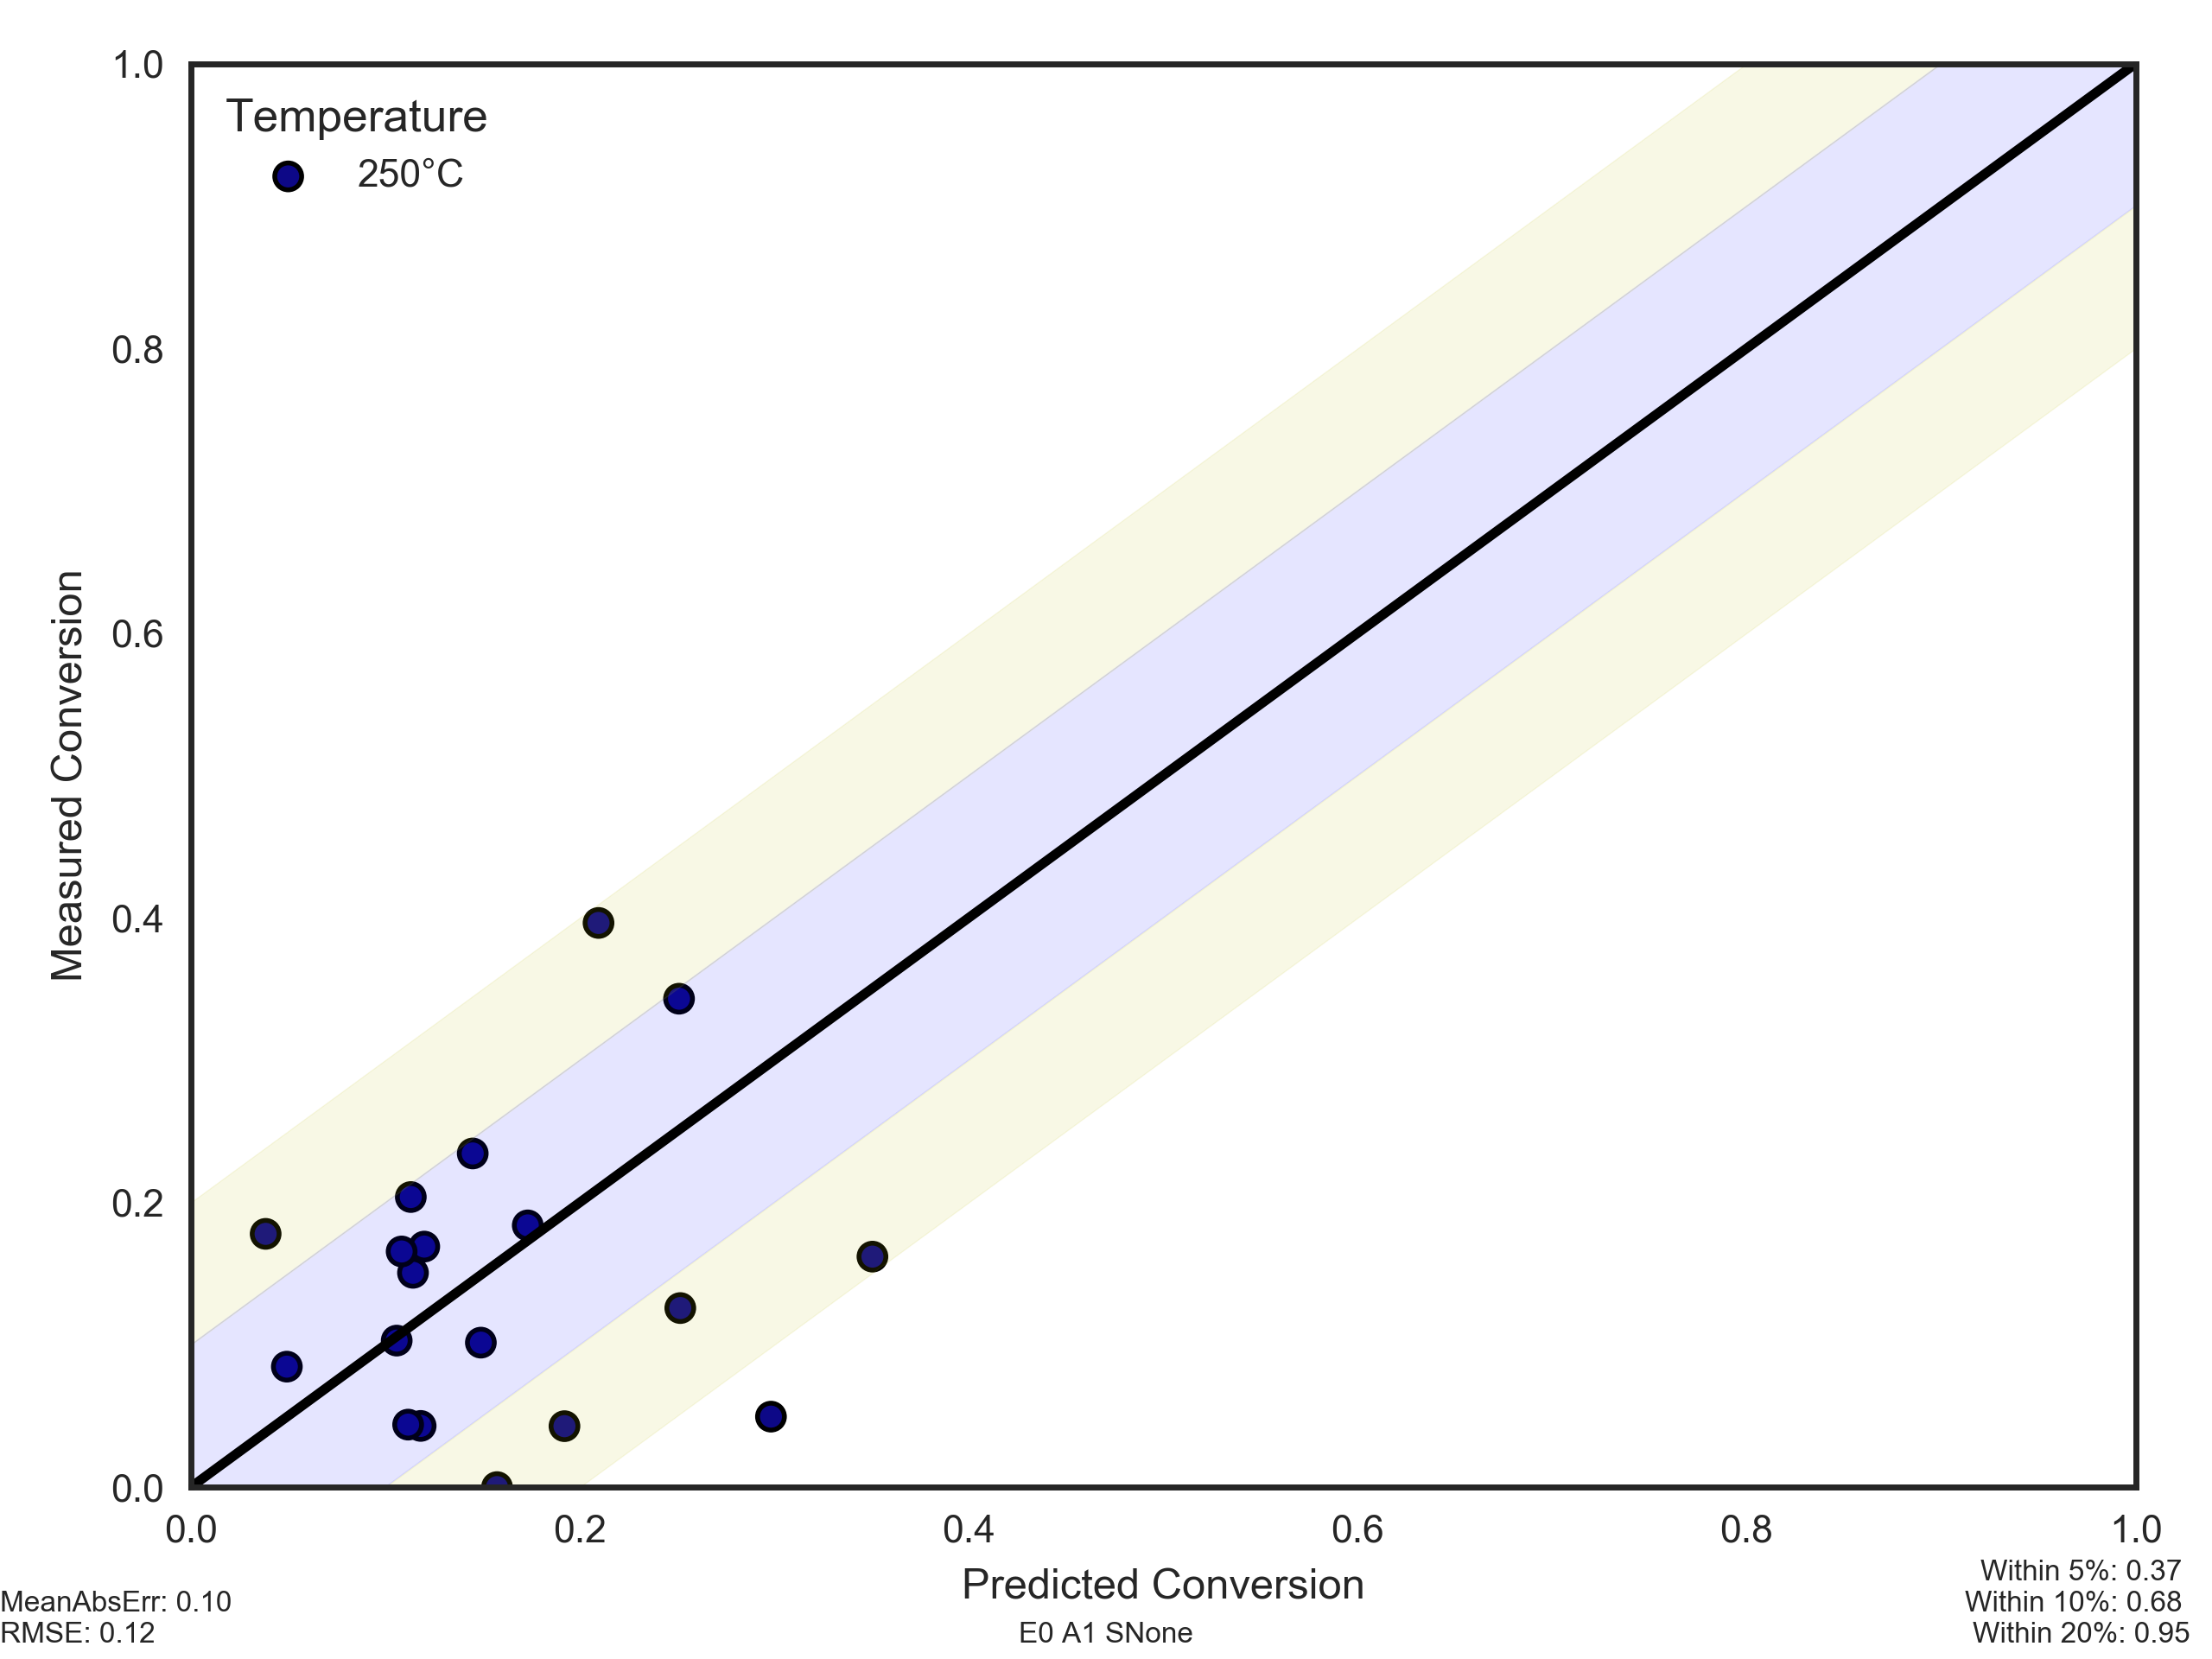 1.0
Temperature
250°C
0.8
0.6
0.4
0.2
0.0
Measured Conversion
0.0 0.2 0.4 0.6 0.8 1.0
Predicted Conversion
MeanAbsErr: 0.10
RMSE: 0.12
E0 A1 SNone
Within 5%: 0.37
Within 10%: 0.68
Within 20%: 0.95